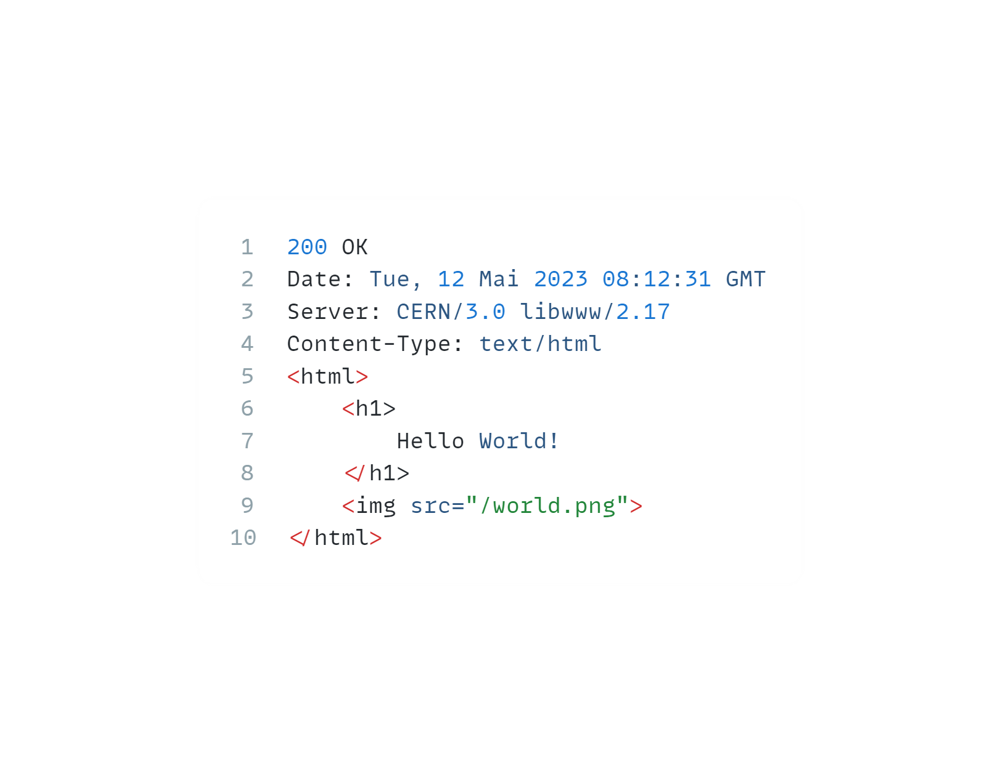 1 200 OK
2 Date: Tue, 12 Mai 2023 08:12:31 GMT
3 Server: CERN/3.0 libwww/2.17
4 Content-Type: text/html
5 <html>
6     <h1>
7         Hello World!
8     </h1>
9     <img src="/world.png">
10 </html>